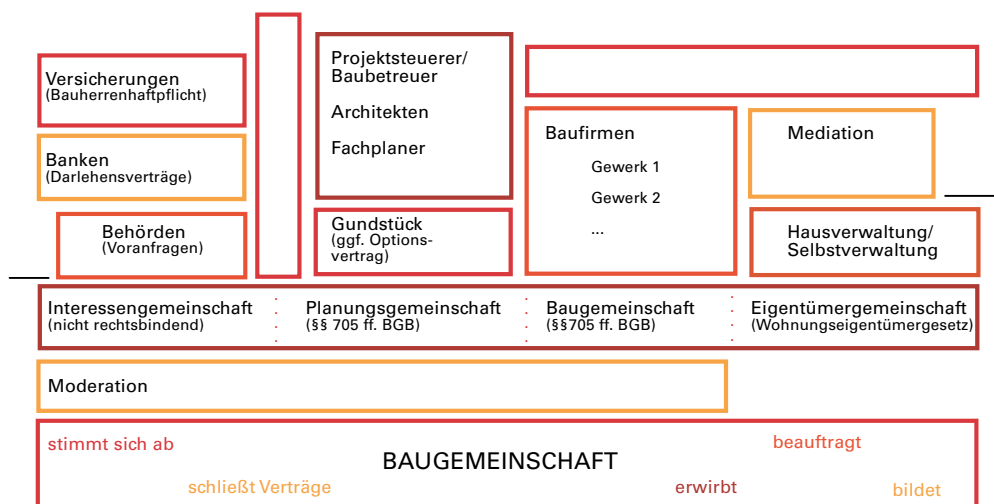 Versicherungen
(Bauherrenhaftpflicht)
Banken
(Darlehensverträge)
Behörden
(Voranfragen)
Projektsteuerer/
Baubetreuer
Architekten
Fachplaner
Gundstück
(ggf. Options-
vertrag)
Baufirmen
Gewerk 1
Gewerk 2
...
Mediation
Hausverwaltung/
Selbstverwaltung
Interessengemeinschaft
(nicht rechtsbindend)
Planungsgemeinschaft
(§§ 705 ff. BGB)
Baugemeinschaft
(§§705 ff. BGB)
Eigentümergemeinschaft
(Wohnungseigentümergesetz)
Moderation
stimmt sich ab
beauftragt
BAUGEMEINSCHAFT
schließt Verträge
erwirbt
bildet